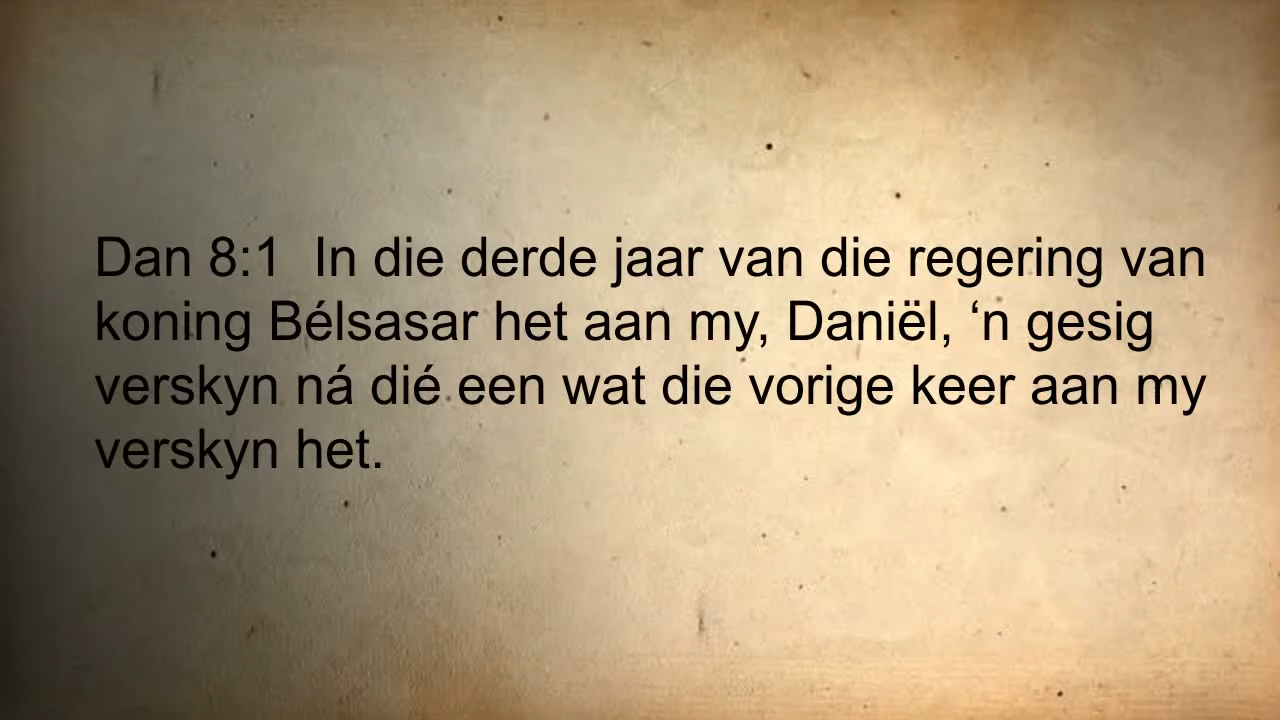 Dan 8:1  In die derde jaar van die regering van
koning Bélsasar het aan my, Daniël, ‘n gesig
verskyn ná dié een wat die vorige keer aan my
verskyn het.